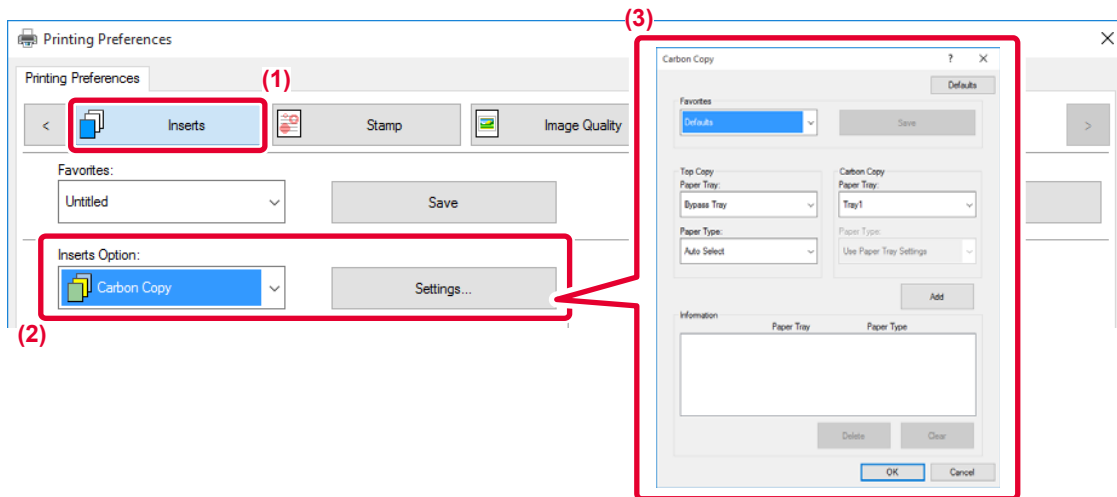 (3)
Printing Preferences
Printing Preferences
(1)
< Inserts Stamp Image Quality >
Favorites:
Untitled Save
Inserts Option:
Carbon Copy Settings...
(2)
Carbon Copy ? ×
Defaults
Favorites
Defaults Save
Top Copy Carbon Copy
Paper Tray: Paper Tray:
Bypass Tray Tray1
Paper Type: Paper Type:
Auto Select Use Paper Tray Settings
Add
Information
Paper Tray Paper Type
Delete Clear
OK Cancel